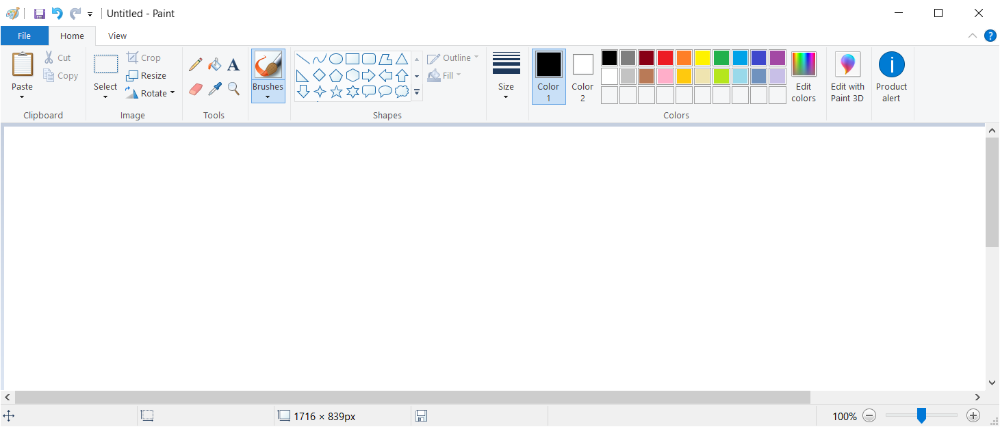 Untitled - Paint
File Home View
Paste
Cut
Copy
Clipboard
Select
Crop
Resize
Rotate
Image
A
Tools
Brushes
Shapes
Outline
Fill
Size
Color
1
Color
2
Edit
colors
Colors
Edit with
Paint 3D
Product
alert
1716 × 839px
100%